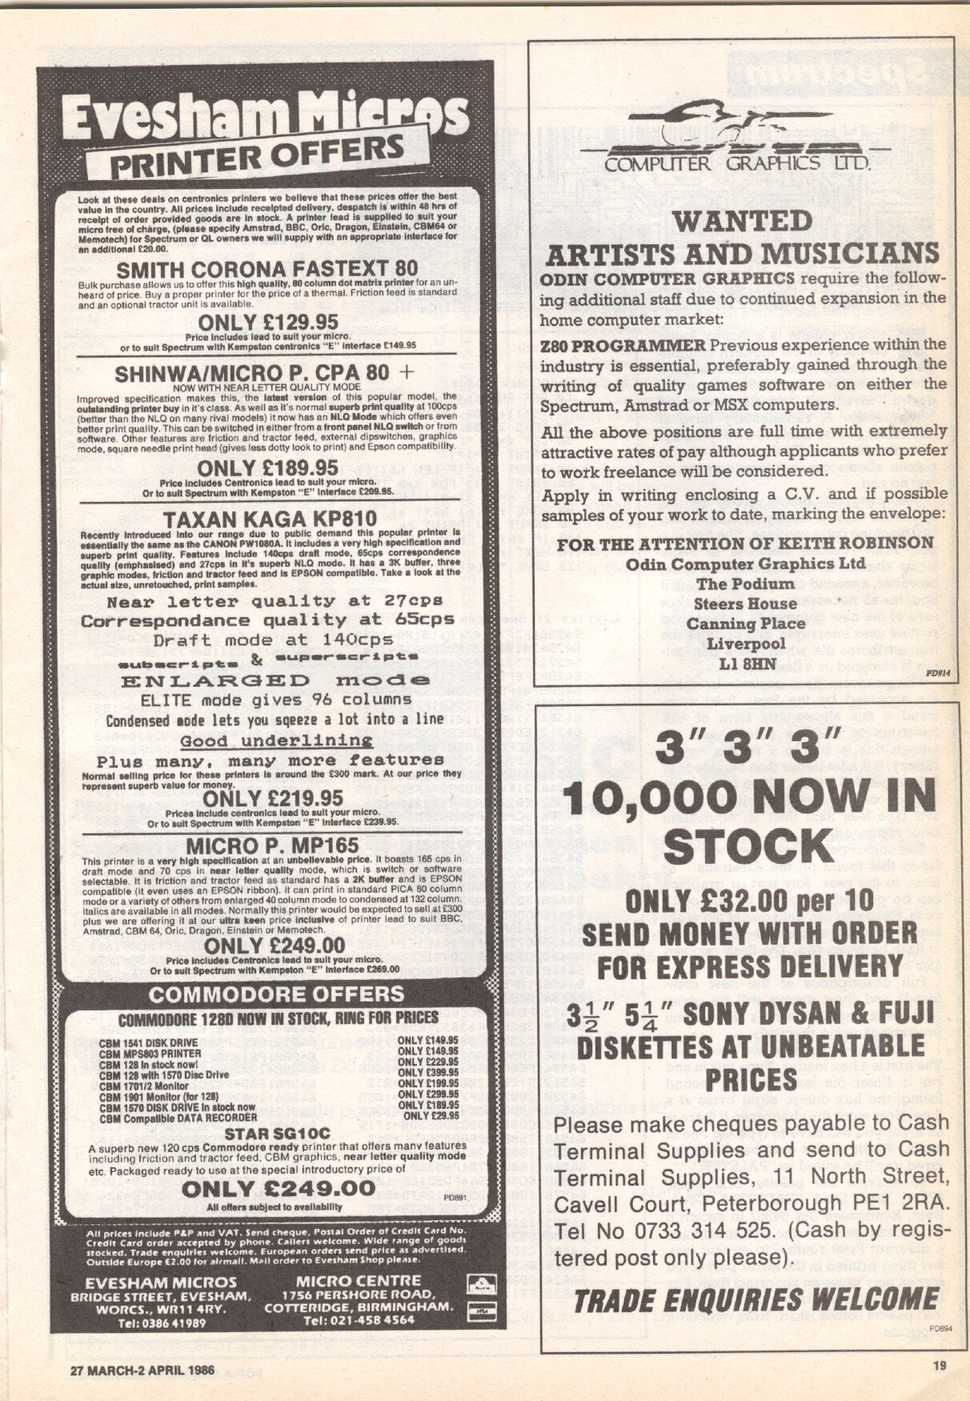 Evesham Micros
PRINTER OFFERS
Look at these deals on centronics printers we believe that these prices offer the best
value in the country. All prices include receipted delivery, despatch is within 48 hrs of
receipt of order provided goods are in stock. A printer lead is supplied to suit your
micro free of charge, (please specify Amstrad, BBC, Oric, Dragon, Einstein, CBM64 or
Memotech) for Spectrum or QL owners we will supply with an appropriate interface for
an additional £20.00.
SMITH CORONA FASTEXT 80
Bulk purchase allows us to offer this high quality, 80 column dot matrix printer for an un-
heard of price. Buy a proper printer for the price of a thermal. Friction feed is standard
and an optional tractor unit is available.
ONLY £129.95
Price includes lead to suit your micro.
or to suit Spectrum with Kempston centronics "E" Interface £149.95
SHINWA/MICRO P. CPA 80 +
NOW WITH NEAR LETTER QUALITY MODE
Improved specification makes this, the latest version of this popular model, the
outstanding printer buy in it's class. As well as it's normal superb print quality at 100cps
(better than the NLQ on many rival models) it now has an NLQ Mode which offers even
better print quality. This can be switched in either from a front panel NLQ switch or from
software. Other features are friction and tractor feed, external dipswitches, graphics
mode, square needle print head (gives less dotty look to print) and Epson compatibility.
ONLY £189.95
Price includes Centronics lead to suit your micro.
Or to suit Spectrum with Kempston "E" Interface £209.95.
TAXAN KAGA KP810
Recently introduced into our range due to public demand this popular printer is
essentially the same as the CANON PW1080A. It includes a very high specification and
superb print quality. Features include 140cps draft mode, 65cps correspondence
quality (emphasised) and 27cps in it's superb NLQ mode. It has a 3K buffer, three
graphic modes, friction and tractor feed and is EPSON compatible. Take a look at the
actual size, unretouched, print samples.
Near letter quality at 27cps
Correspondance quality at 65cps
Draft mode at 140cps
subscripts & superscripts
ENLARGED mode
ELITE mode gives 96 columns
Condensed mode lets you sqeeze a lot into a line
Good underlining
Plus many, many more features
Normal selling price for these printers is around the £300 mark. At our price they
represent superb value for money.
ONLY £219.95
Prices include centronics lead to suit your micro.
Or to suit Spectrum with Kempston "E" Interface £239.95.
MICRO P. MP165
This printer is a very high specification at an unbelievable price. It boasts 165 cps in
draft mode and 70 cps in near letter quality mode, which is switch or software
selectable. It is friction and tractor feed as standard has a 2K buffer and is EPSON
compatible (it even uses an EPSON ribbon). It can print in standard PICA 80 column
mode or a variety of others from enlarged 40 column mode to condensed at 132 column.
Italics are available in all modes. Normally this printer would be expected to sell at £300
plus we are offering it at our ultra keen price inclusive of printer lead to suit BBC,
Amstrad, CBM 64, Oric, Dragon, Einstein or Memotech.
ONLY £249.00
Price includes Centronics lead to suit your micro.
Or to suit Spectrum with Kempston "E" Interface £269.00
COMMODORE OFFERS
COMMODORE 128D NOW IN STOCK, RING FOR PRICES
CBM 1541 DISK DRIVE ONLY £149.95
CBM MPS803 PRINTER ONLY £149.95
CBM 128 In stock now! ONLY £229.95
CBM 128 with 1570 Disc Drive ONLY £399.95
CBM 1701/2 Monitor ONLY £199.95
CBM 1901 Monitor (for 128) ONLY £299.95
CBM 1570 DISK DRIVE In stock now ONLY £189.95
CBM Compatible DATA RECORDER ONLY £29.95
STAR SG10C
A superb new 120 cps Commodore ready printer that offers many features
including friction and tractor feed, CBM graphics, near letter quality mode
etc. Packaged ready to use at the special introductory price of
ONLY £249.00
All offers subject to availability
PD891
All prices include P&P and VAT. Send cheque, Postal Order of Credit Card No.
Credit Card order accepted by phone. Callers welcome. Wide range of goods
stocked. Trade enquiries welcome. European orders send price as advertised.
Outside Europe £2.00 for airmail. Mail order to Evesham Shop please.
EVESHAM MICROS
BRIDGE STREET, EVESHAM,
WORCS., WR11 4RY.
Tel: 0386 41989
MICRO CENTRE
1756 PERSHORE ROAD,
COTTERIDGE, BIRMINGHAM.
Tel: 021-458 4564
VISA
Odin
COMPUTER GRAPHICS LTD.
WANTED
ARTISTS AND MUSICIANS
ODIN COMPUTER GRAPHICS require the follow-
ing additional staff due to continued expansion in the
home computer market:
Z80 PROGRAMMER Previous experience within the
industry is essential, preferably gained through the
writing of quality games software on either the
Spectrum, Amstrad or MSX computers.
All the above positions are full time with extremely
attractive rates of pay although applicants who prefer
to work freelance will be considered.
Apply in writing enclosing a C.V. and if possible
samples of your work to date, marking the envelope:
FOR THE ATTENTION OF KEITH ROBINSON
Odin Computer Graphics Ltd
The Podium
Steers House
Canning Place
Liverpool
L1 8HN
PD914
3" 3" 3"
10,000 NOW IN
STOCK
ONLY £32.00 per 10
SEND MONEY WITH ORDER
FOR EXPRESS DELIVERY
3½" 5¼" SONY DYSAN & FUJI
DISKETTES AT UNBEATABLE
PRICES
Please make cheques payable to Cash
Terminal Supplies and send to Cash
Terminal Supplies, 11 North Street,
Cavell Court, Peterborough PE1 2RA.
Tel No 0733 314 525. (Cash by regis-
tered post only please).
TRADE ENQUIRIES WELCOME
PD894
27 MARCH-2 APRIL 1986
19